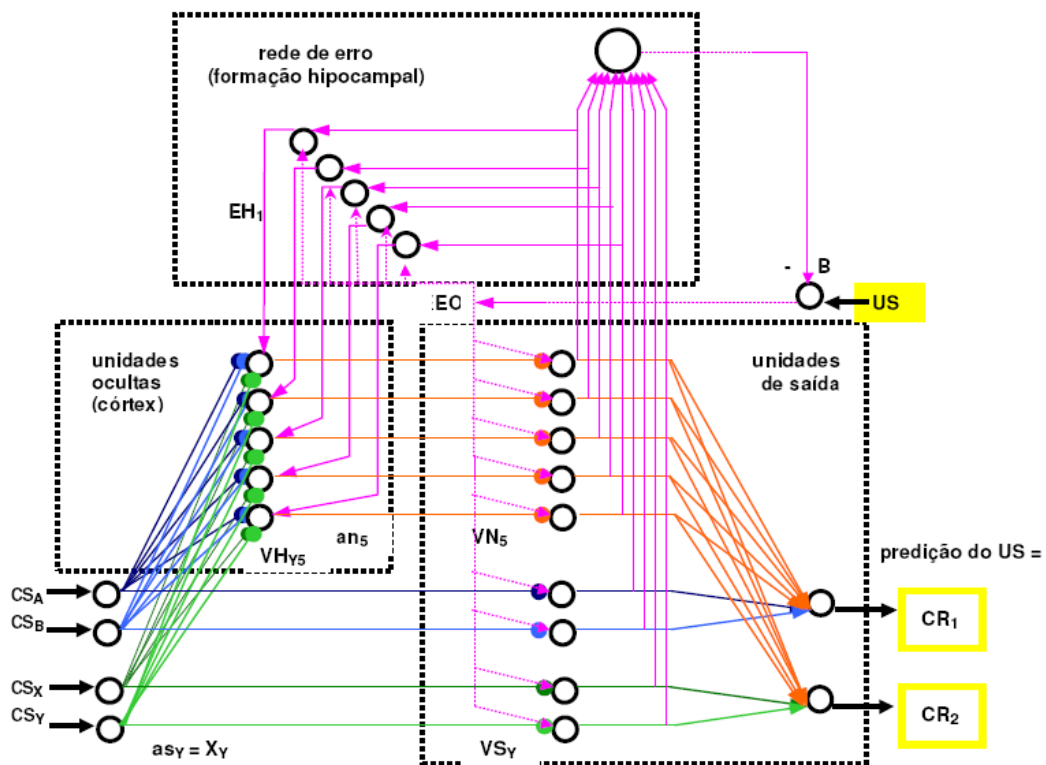 rede de erro
(formação hipocampal)
EH1
- B
US
EO
unidades
ocultas
(córtex)
unidades
de saída
VHY5
an5
VN5
predição do US =
CSA
CSB
CR1
CSX
CSY
CR2
asY = XY
VSY